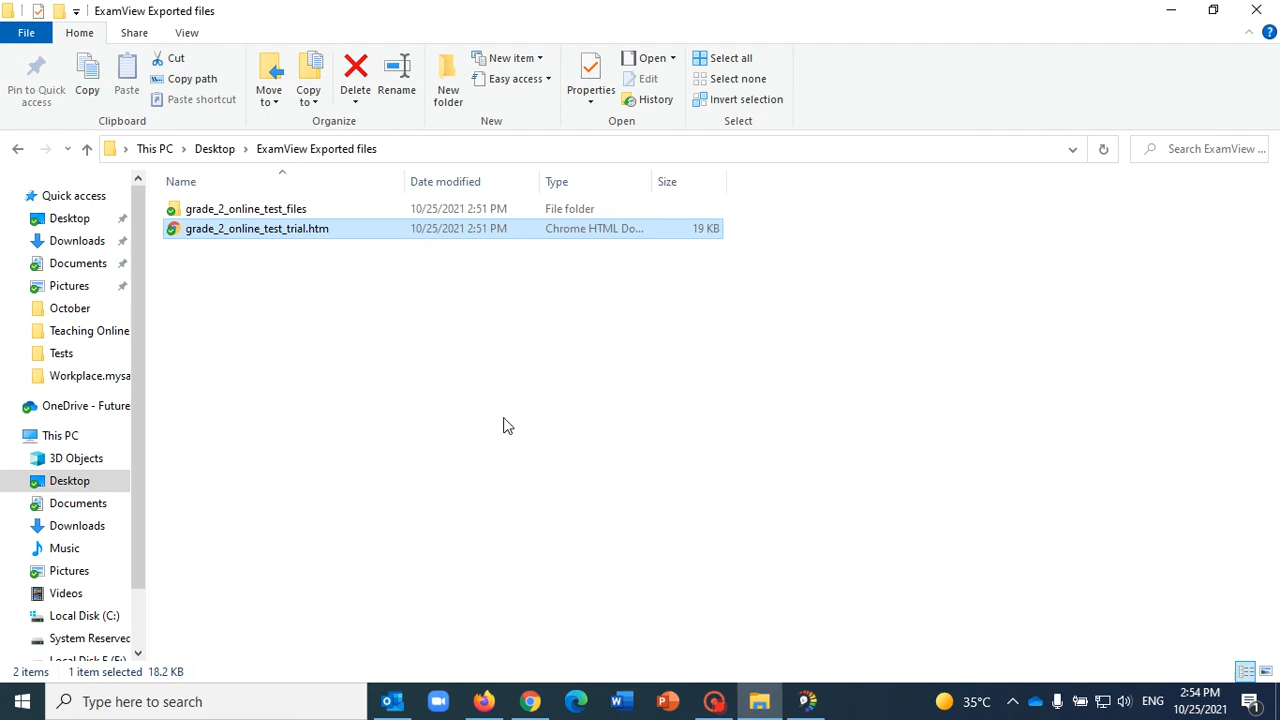 ExamView Exported files
File Home Share View
Pin to Quick access
Copy
Paste
Cut
Copy path
Paste shortcut
Clipboard
Move to
Copy to
Delete
Rename
Organize
New folder
New item
Easy access
New
Properties
Open
Edit
History
Open
Select all
Select none
Invert selection
Select
This PC Desktop ExamView Exported files
Search ExamView ...
Name Date modified Type Size
grade_2_online_test_files 10/25/2021 2:51 PM File folder
grade_2_online_test_trial.htm 10/25/2021 2:51 PM Chrome HTML Do... 19 KB
Quick access
Desktop
Downloads
Documents
Pictures
October
Teaching Online
Tests
Workplace.mysa
OneDrive - Future
This PC
3D Objects
Desktop
Documents
Downloads
Music
Pictures
Videos
Local Disk (C:)
System Reserved
Local Disk E (E:)
2 items 1 item selected 18.2 KB
Type here to search
35°C
ENG
2:54 PM
10/25/2021
1